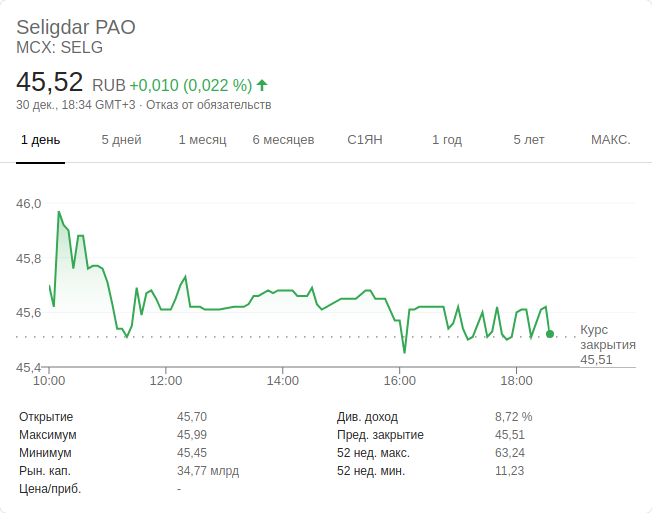 Seligdar PAO
MCX: SELG
45,52 RUB +0,010 (0,022 %)
30 дек., 18:34 GMT+3 · Отказ от обязательств
1 день 5 дней 1 месяц 6 месяцев С1ЯН 1 год 5 лет МАКС.
46,0
45,8
45,6
45,4
Курс
закрытия
45,51
10:00 12:00 14:00 16:00 18:00
Открытие 45,70 Див. доход 8,72 %
Максимум 45,99 Пред. закрытие 45,51
Минимум 45,45 52 нед. макс. 63,24
Рын. кап. 34,77 млрд 52 нед. мин. 11,23
Цена/приб. -